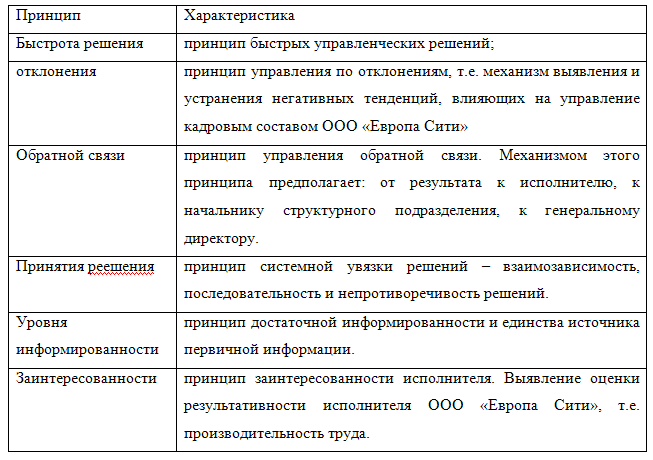 Принцип Характеристика
Быстрота решения принцип быстрых управленческих решений;
отклонения принцип управления по отклонениям, т.е. механизм выявления и
устранения негативных тенденций, влияющих на управление
кадровым составом ООО «Европа Сити»
Обратной связи принцип управления обратной связи. Механизмом этого
принципа предполагает: от результата к исполнителю, к
начальнику структурного подразделения, к генеральному
директору.
Принятия реешения принцип системной увязки решений – взаимозависимость,
последовательность и непротиворечивость решений.
Уровня принцип достаточной информированности и единства источника
информированности первичной информации.
Заинтересованности принцип заинтересованности исполнителя. Выявление оценки
результативности исполнителя ООО «Европа Сити», т.е.
производительность труда.